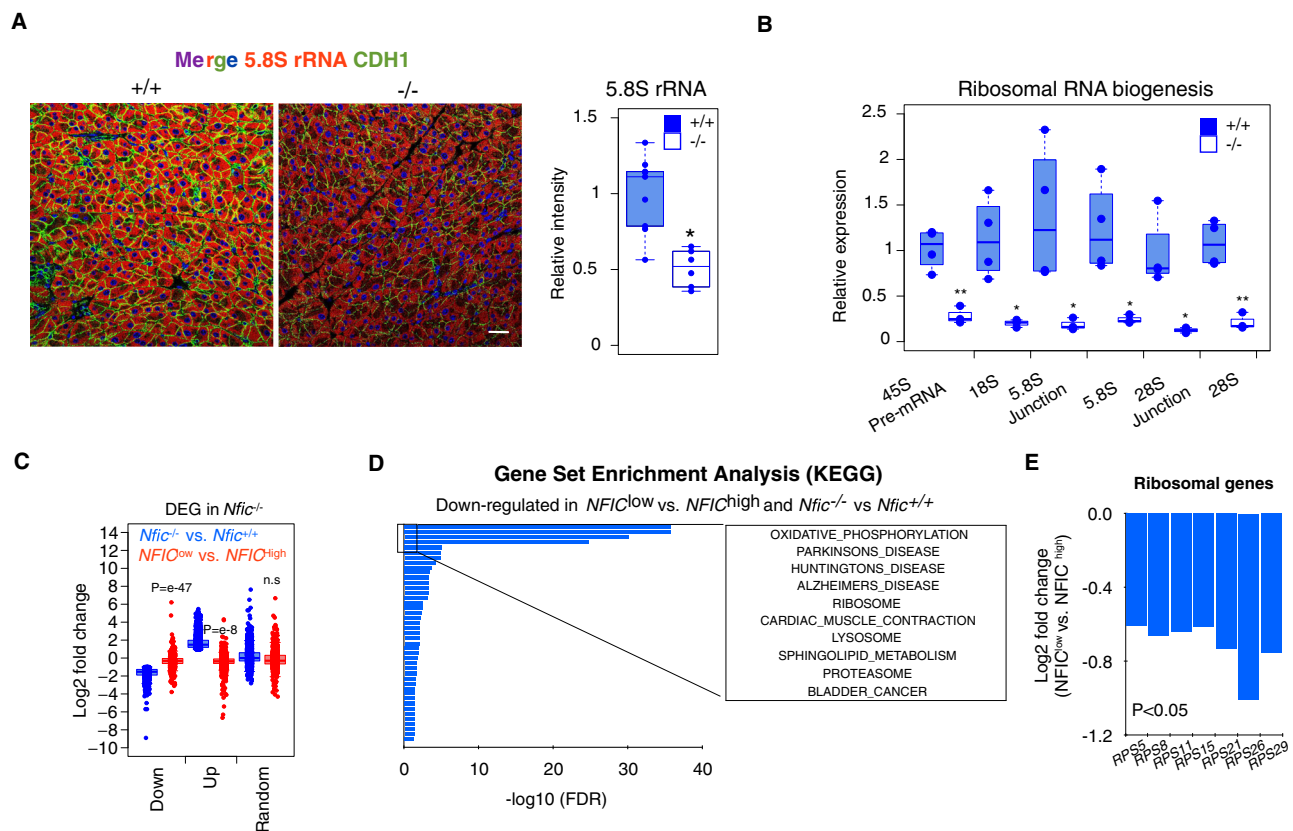 A
Merge 5.8S rRNA CDH1
+/+
-/-
5.8S rRNA
+/+
-/-
Relative intensity
1.5
1
0.5
0
*
B
Ribosomal RNA biogenesis
+/+
-/-
Relative expression
2.5
2
1.5
1
0.5
0
** * * * * **
45S Pre-mRNA
18S
5.8S Junction
5.8S
28S Junction
28S
C
DEG in Nfic-/-
Nfic-/- vs. Nfic+/+
NFIClow vs. NFICHigh
P=e-47
P=e-8
n.s
Log2 fold change
14
12
10
8
6
4
2
0
−2
−4
−6
−8
−10
Down
Up
Random
D
Gene Set Enrichment Analysis (KEGG)
Down-regulated in NFIClow vs. NFIChigh and Nfic-/- vs Nfic+/+
OXIDATIVE_PHOSPHORYLATION
PARKINSONS_DISEASE
HUNTINGTONS_DISEASE
ALZHEIMERS_DISEASE
RIBOSOME
CARDIAC_MUSCLE_CONTRACTION
LYSOSOME
SPHINGOLIPID_METABOLISM
PROTEASOME
BLADDER_CANCER
0 10 20 30 40
-log10 (FDR)
E
Ribosomal genes
Log2 fold change
(NFIClow vs. NFIC high)
0.0
-0.4
-0.8
-1.2
P<0.05
RPS5
RPS8
RPS11
RPS15
RPS21
RPS26
RPS29